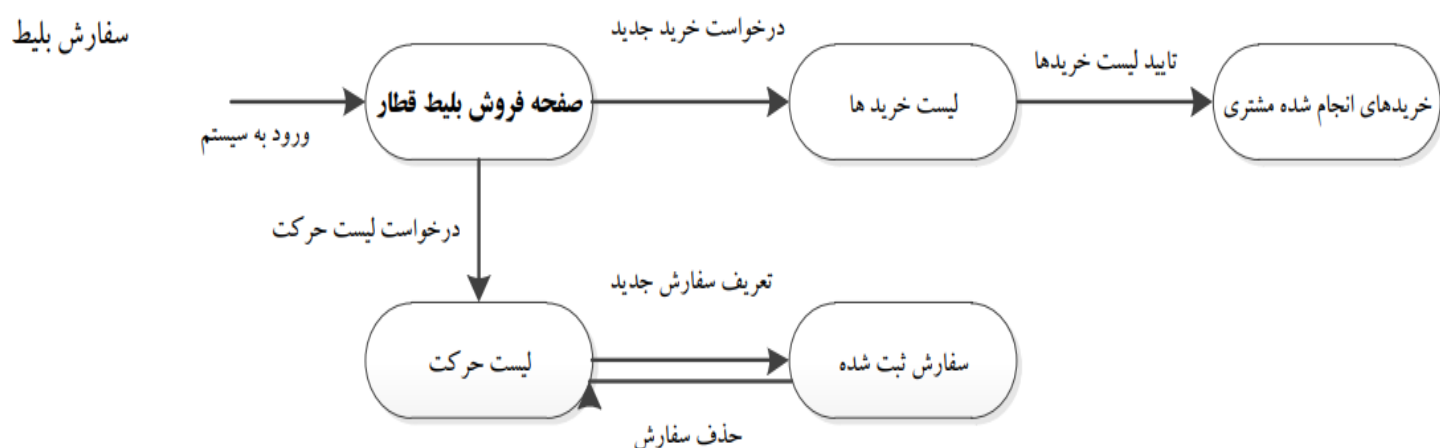 سفارش بلیط
درخواست خرید جدید
تایید لیست خریدها
صفحه فروش بلیط قطار
لیست خرید ها
خریدهای انجام شده مشتری
ورود به سیستم
درخواست لیست حرکت
تعریف سفارش جدید
لیست حرکت
سفارش ثبت شده
حذف سفارش